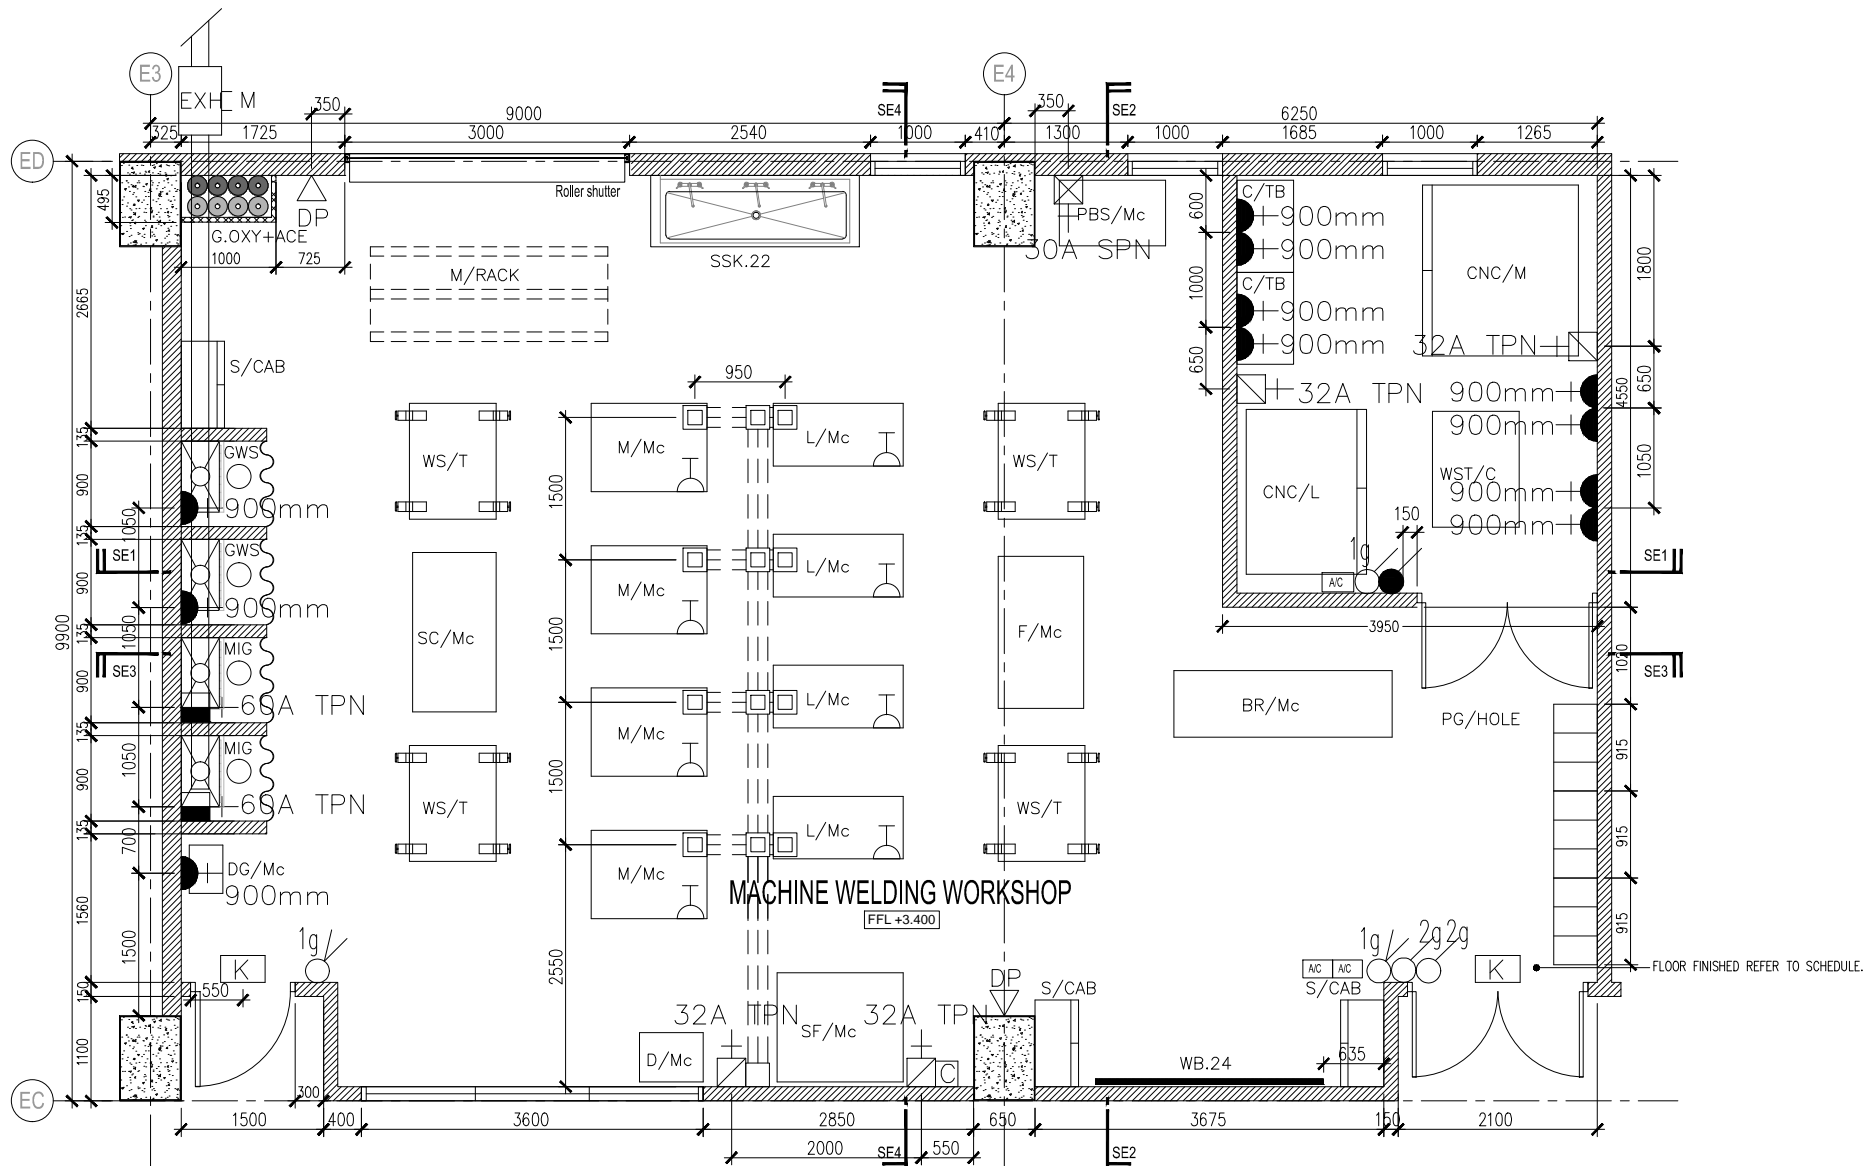 E3
E4
EXHE M
SE4
SE2
350
9000
350
6250
325
1725
3000
2540
1000
410
1300
1000
1685
1000
1265
ED
Roller shutter
495
DP
G.OXY+ACE
1000
725
M/RACK
SSK.22
PBS/Mc
30A SPN
600
1000
650
C/TB
900mm
900mm
C/TB
900mm
900mm
CNC/M
32A TPN
1800
2665
S/CAB
950
32A TPN
900mm
900mm
650
4550
135
900
GWS
900mm
1050
WS/T
M/Mc
L/Mc
WS/T
1500
CNC/L
WST/C
900mm
900mm
1050
150
1g
A/C
135
SE1
SE1
GWS
900
900mm
1050
M/Mc
L/Mc
9900
135
SC/Mc
1500
F/Mc
3950
MIG
SE3
SE3
900
60A TPN
1020
L/Mc
BR/Mc
PG/HOLE
135
M/Mc
MIG
1050
900
60A TPN
1500
WS/T
WS/T
915
135
700
L/Mc
915
DG/Mc
900mm
M/Mc
MACHINE WELDING WORKSHOP
FFL +3.400
1560
1500
915
1g
K
550
2550
1g
2g
2g
A/C
A/C
K
FLOOR FINISHED REFER TO SCHEDULE.
150
DP
S/CAB
S/CAB
32A TPN
32A TPN
SF/Mc
D/Mc
C
WB.24
635
1100
EC
300
1500
400
3600
2850
650
3675
150
2100
2000
SE4
550
SE2